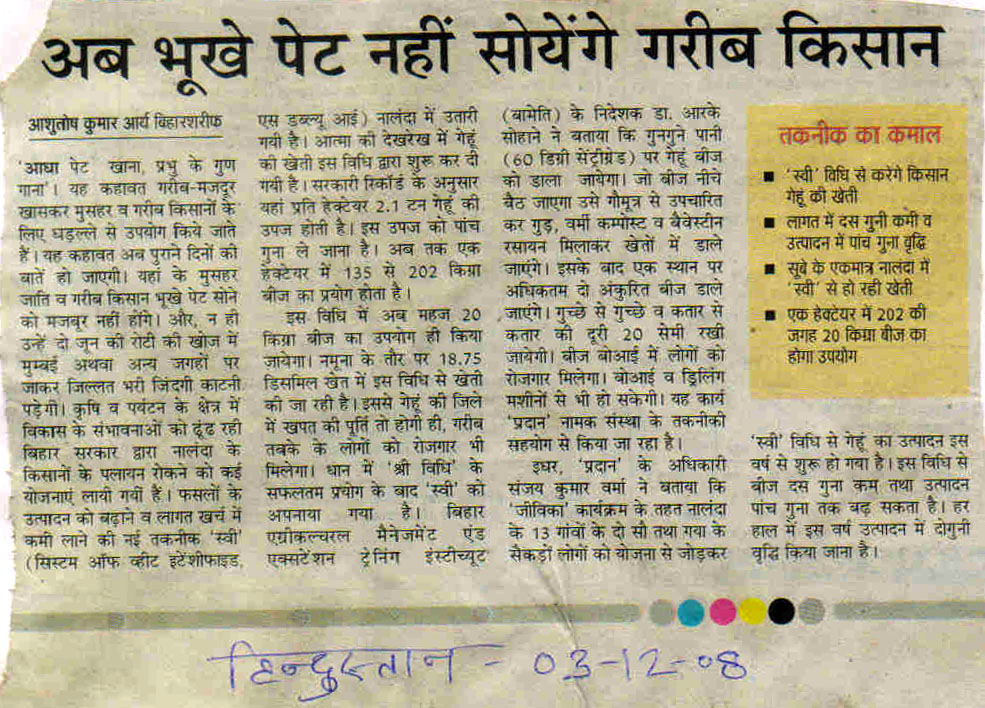 अब भूखे पेट नहीं सोयेंगे गरीब किसान
आशुतोष कुमार आर्य बिहारशरीफ
'आधा पेट खाना, प्रभु के गुण
गाना'। यह कहावत गरीब-मजदूर
खासकर मुसहर व गरीब किसानों के
लिए धड़ल्ले से उपयोग किये जाते
हैं। यह कहावत अब पुराने दिनों की
बातें हो जाएगी। यहां के मुसहर
जाति व गरीब किसान भूखे पेट सोने
को मजबूर नहीं होंगे। और, न ही
उन्हें दो जून की रोटी की खोज में
मुम्बई अथवा अन्य जगहों पर
जाकर जिल्लत भरी जिंदगी काटनी
पड़ेगी। कृषि व पर्यटन के क्षेत्र में
विकास के संभावनाओं को ढूंढ रही
बिहार सरकार द्वारा नालंदा के
किसानों के पलायन रोकने को कई
योजनाएं लायी गयीं हैं। फसलों के
उत्पादन को बढ़ाने व लागत खर्च में
कमी लाने की नई तकनीक 'स्वी'
(सिस्टम ऑफ व्हीट इंटेंशीफाइड,
एस डब्ल्यू आई) नालंदा में उतारी
गयी है। आत्मा की देखरेख में गेहूं
की खेती इस विधि द्वारा शुरू कर दी
गयी है। सरकारी रिकॉर्ड के अनुसार
यहां प्रति हेक्टेयर 2.1 टन गेहूं की
उपज होती है। इस उपज को पांच
गुना ले जाना है। अब तक एक
हेक्टेयर में 135 से 202 किग्रा
बीज का प्रयोग होता है।
इस विधि में अब महज 20
किग्रा बीज का उपयोग ही किया
जायेगा। नमूना के तौर पर 18.75
डिसमिल खेत में इस विधि से खेती
की जा रही है। इससे गेहूं की जिले
में खपत की पूर्ति तो होगी ही, गरीब
तबके के लोगों को रोजगार भी
मिलेगा। धान में 'श्री विधि' के
सफलतम प्रयोग के बाद 'स्वी' को
अपनाया गया है। बिहार
एग्रीकल्चरल मैनेजमेंट एंड
एक्सटेंशन ट्रेनिंग इंस्टीच्यूट
(बामेति) के निदेशक डा. आरके
सोहाने ने बताया कि गुनगुने पानी
(60 डिग्री सेंट्रीग्रेड) पर गेहूं बीज
को डाला जायेगा। जो बीज नीचे
बैठ जाएगा उसे गौमूत्र से उपचारित
कर गुड़, वर्मी कम्पोस्ट व बैवेस्टीन
रसायन मिलाकर खेतों में डाले
जाएंगे। इसके बाद एक स्थान पर
अधिकतम दो अंकुरित बीज डाले
जाएंगे। गुच्छे से गुच्छे व कतार से
कतार की दूरी 20 सेमी रखी
जायेगी। बीज बोआई में लोगों को
रोजगार मिलेगा। बोआई व ड्रिलिंग
मशीनों से भी हो सकेगी। यह कार्य
'प्रदान' नामक संस्था के तकनीकी
सहयोग से किया जा रहा है।
इधर, 'प्रदान' के अधिकारी
संजय कुमार वर्मा ने बताया कि
'जीविका' कार्यक्रम के तहत नालंदा
के 13 गांवों के दो सौ तथा गया के
सैकड़ों लोगों को योजना से जोड़कर
तकनीक का कमाल
■ 'स्वी' विधि से करेंगे किसान
गेहूं की खेती
■ लागत में दस गुनी कमी व
उत्पादन में पांच गुना वृद्धि
■ सूबे के एकमात्र नालंदा में
'स्वी' से हो रही खेती
■ एक हेक्टेयर में 202 की
जगह 20 किग्रा बीज का
होगा उपयोग
'स्वी' विधि से गेहूं का उत्पादन इस
वर्ष से शुरू हो गया है। इस विधि से
बीज दस गुना कम तथा उत्पादन
पांच गुना तक बढ़ सकता है। हर
हाल में इस वर्ष उत्पादन में दोगुनी
वृद्धि किया जाना है।
हिन्दुस्तान - 03-12-08